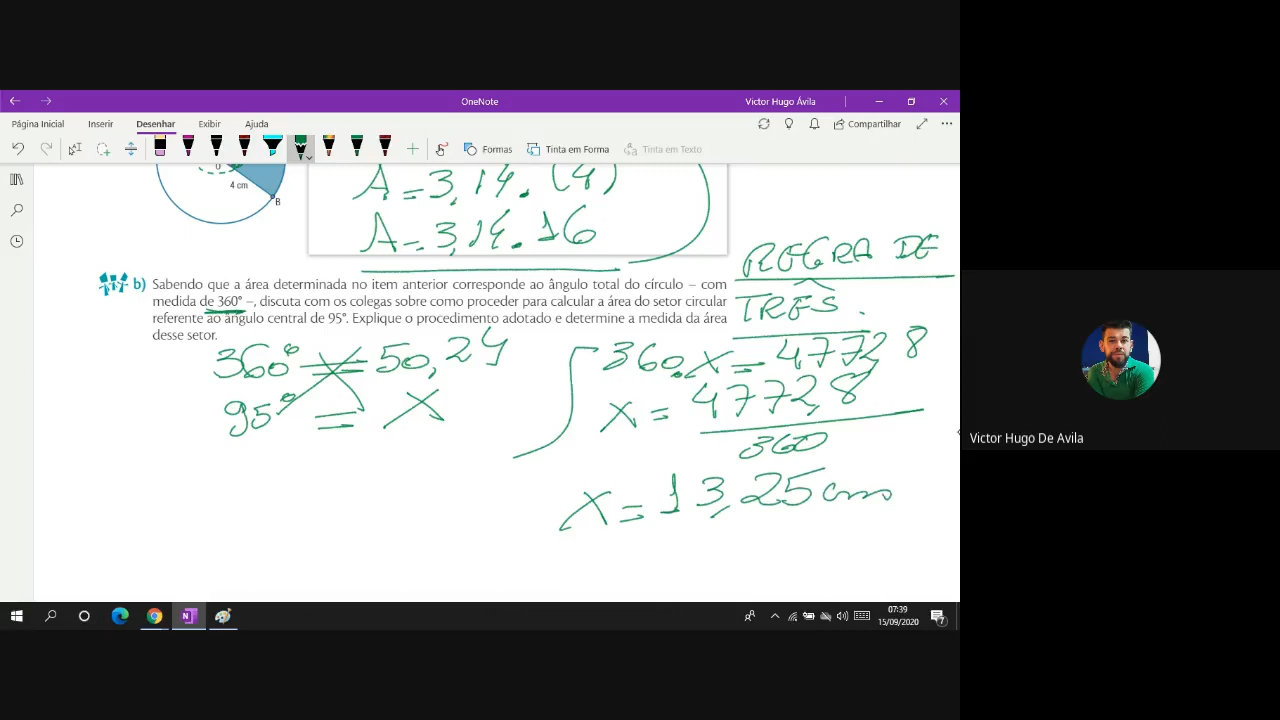 OneNote
Victor Hugo Ávila
Página Inicial Inserir Desenhar Exibir Ajuda
Compartilhar
Formas Tinta em Forma Tinta em Texto
4 cm
B
A = 3,14. (4)
A = 3,14. 16
REGRA DE
TRÊS.
b) Sabendo que a área determinada no item anterior corresponde ao ângulo total do círculo – com
medida de 360° –, discuta com os colegas sobre como proceder para calcular a área do setor circular
referente ao ângulo central de 95°. Explique o procedimento adotado e determine a medida da área
desse setor.
360° = 50,24
95° = X
360.x = 4772,8
x = 4772,8
360
x = 13,25 cm
Victor Hugo De Avila
07:39
15/09/2020